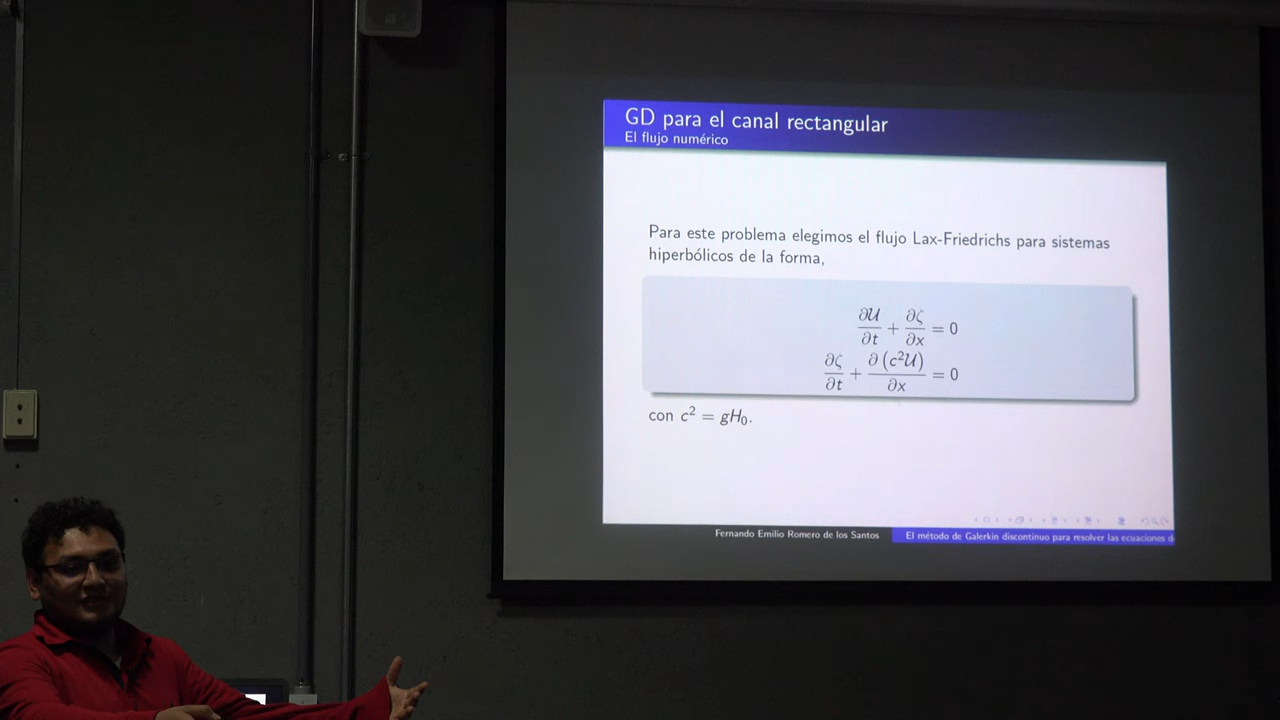 GD para el canal rectangular
El flujo numérico
Para este problema elegimos el flujo Lax-Friedrichs para sistemas
hiperbólicos de la forma,
∂U/∂t + ∂ζ/∂x = 0
∂ζ/∂t + ∂(c²U)/∂x = 0
con c² = gH₀.
Fernando Emilio Romero de los Santos
El método de Galerkin discontinuo para resolver las ecuaciones d